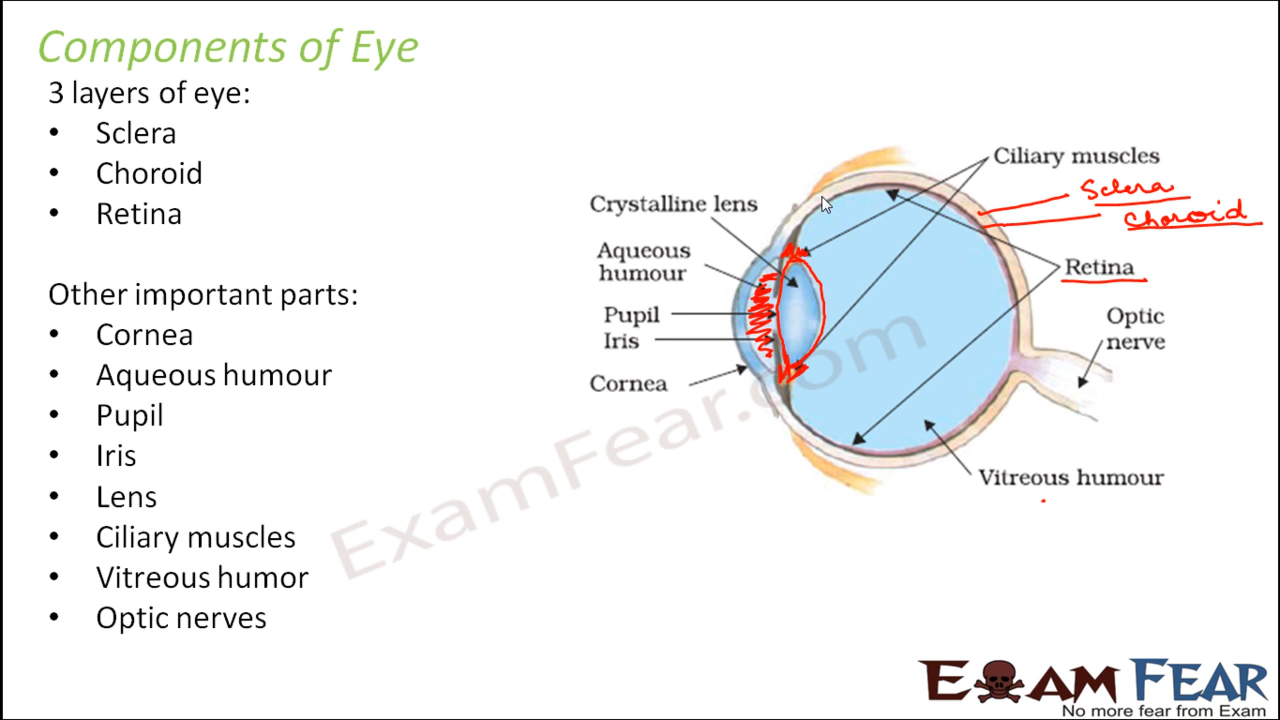 Components of Eye
3 layers of eye:
• Sclera
• Choroid
• Retina
Other important parts:
• Cornea
• Aqueous humour
• Pupil
• Iris
• Lens
• Ciliary muscles
• Vitreous humor
• Optic nerves
Ciliary muscles
Sclera
Choroid
Crystalline lens
Aqueous
humour
Retina
Pupil
Iris
Optic
nerve
Cornea
Vitreous humour
ExamFear.com
EXAM FEAR
No more fear from Exam